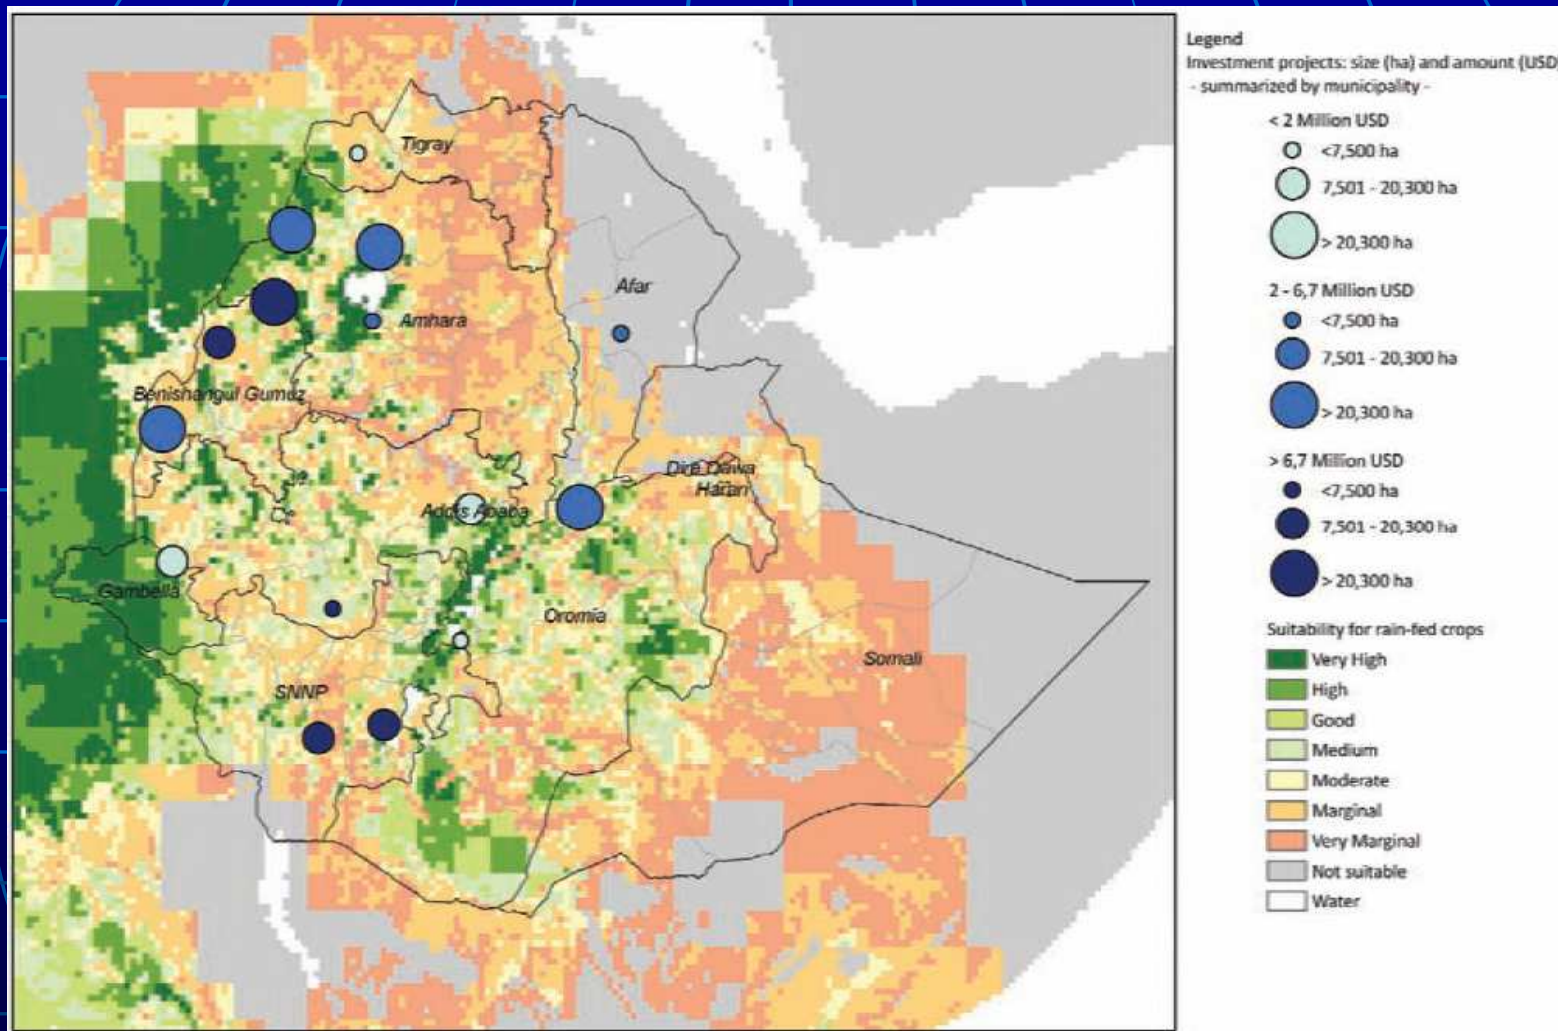 Legend
Investment projects: size (ha) and amount (USD)
- summarized by municipality -
< 2 Million USD
<7,500 ha
7,501 - 20,300 ha
> 20,300 ha
2 - 6,7 Million USD
<7,500 ha
7,501 - 20,300 ha
> 20,300 ha
> 6,7 Million USD
<7,500 ha
7,501 - 20,300 ha
> 20,300 ha
Suitability for rain-fed crops
Very High
High
Good
Medium
Moderate
Marginal
Very Marginal
Not suitable
Water
Tigray
Afar
Amhara
Benishangul Gumuz
Dire Dawa
Harari
Addis Ababa
Gambella
Oromia
Somali
SNNP